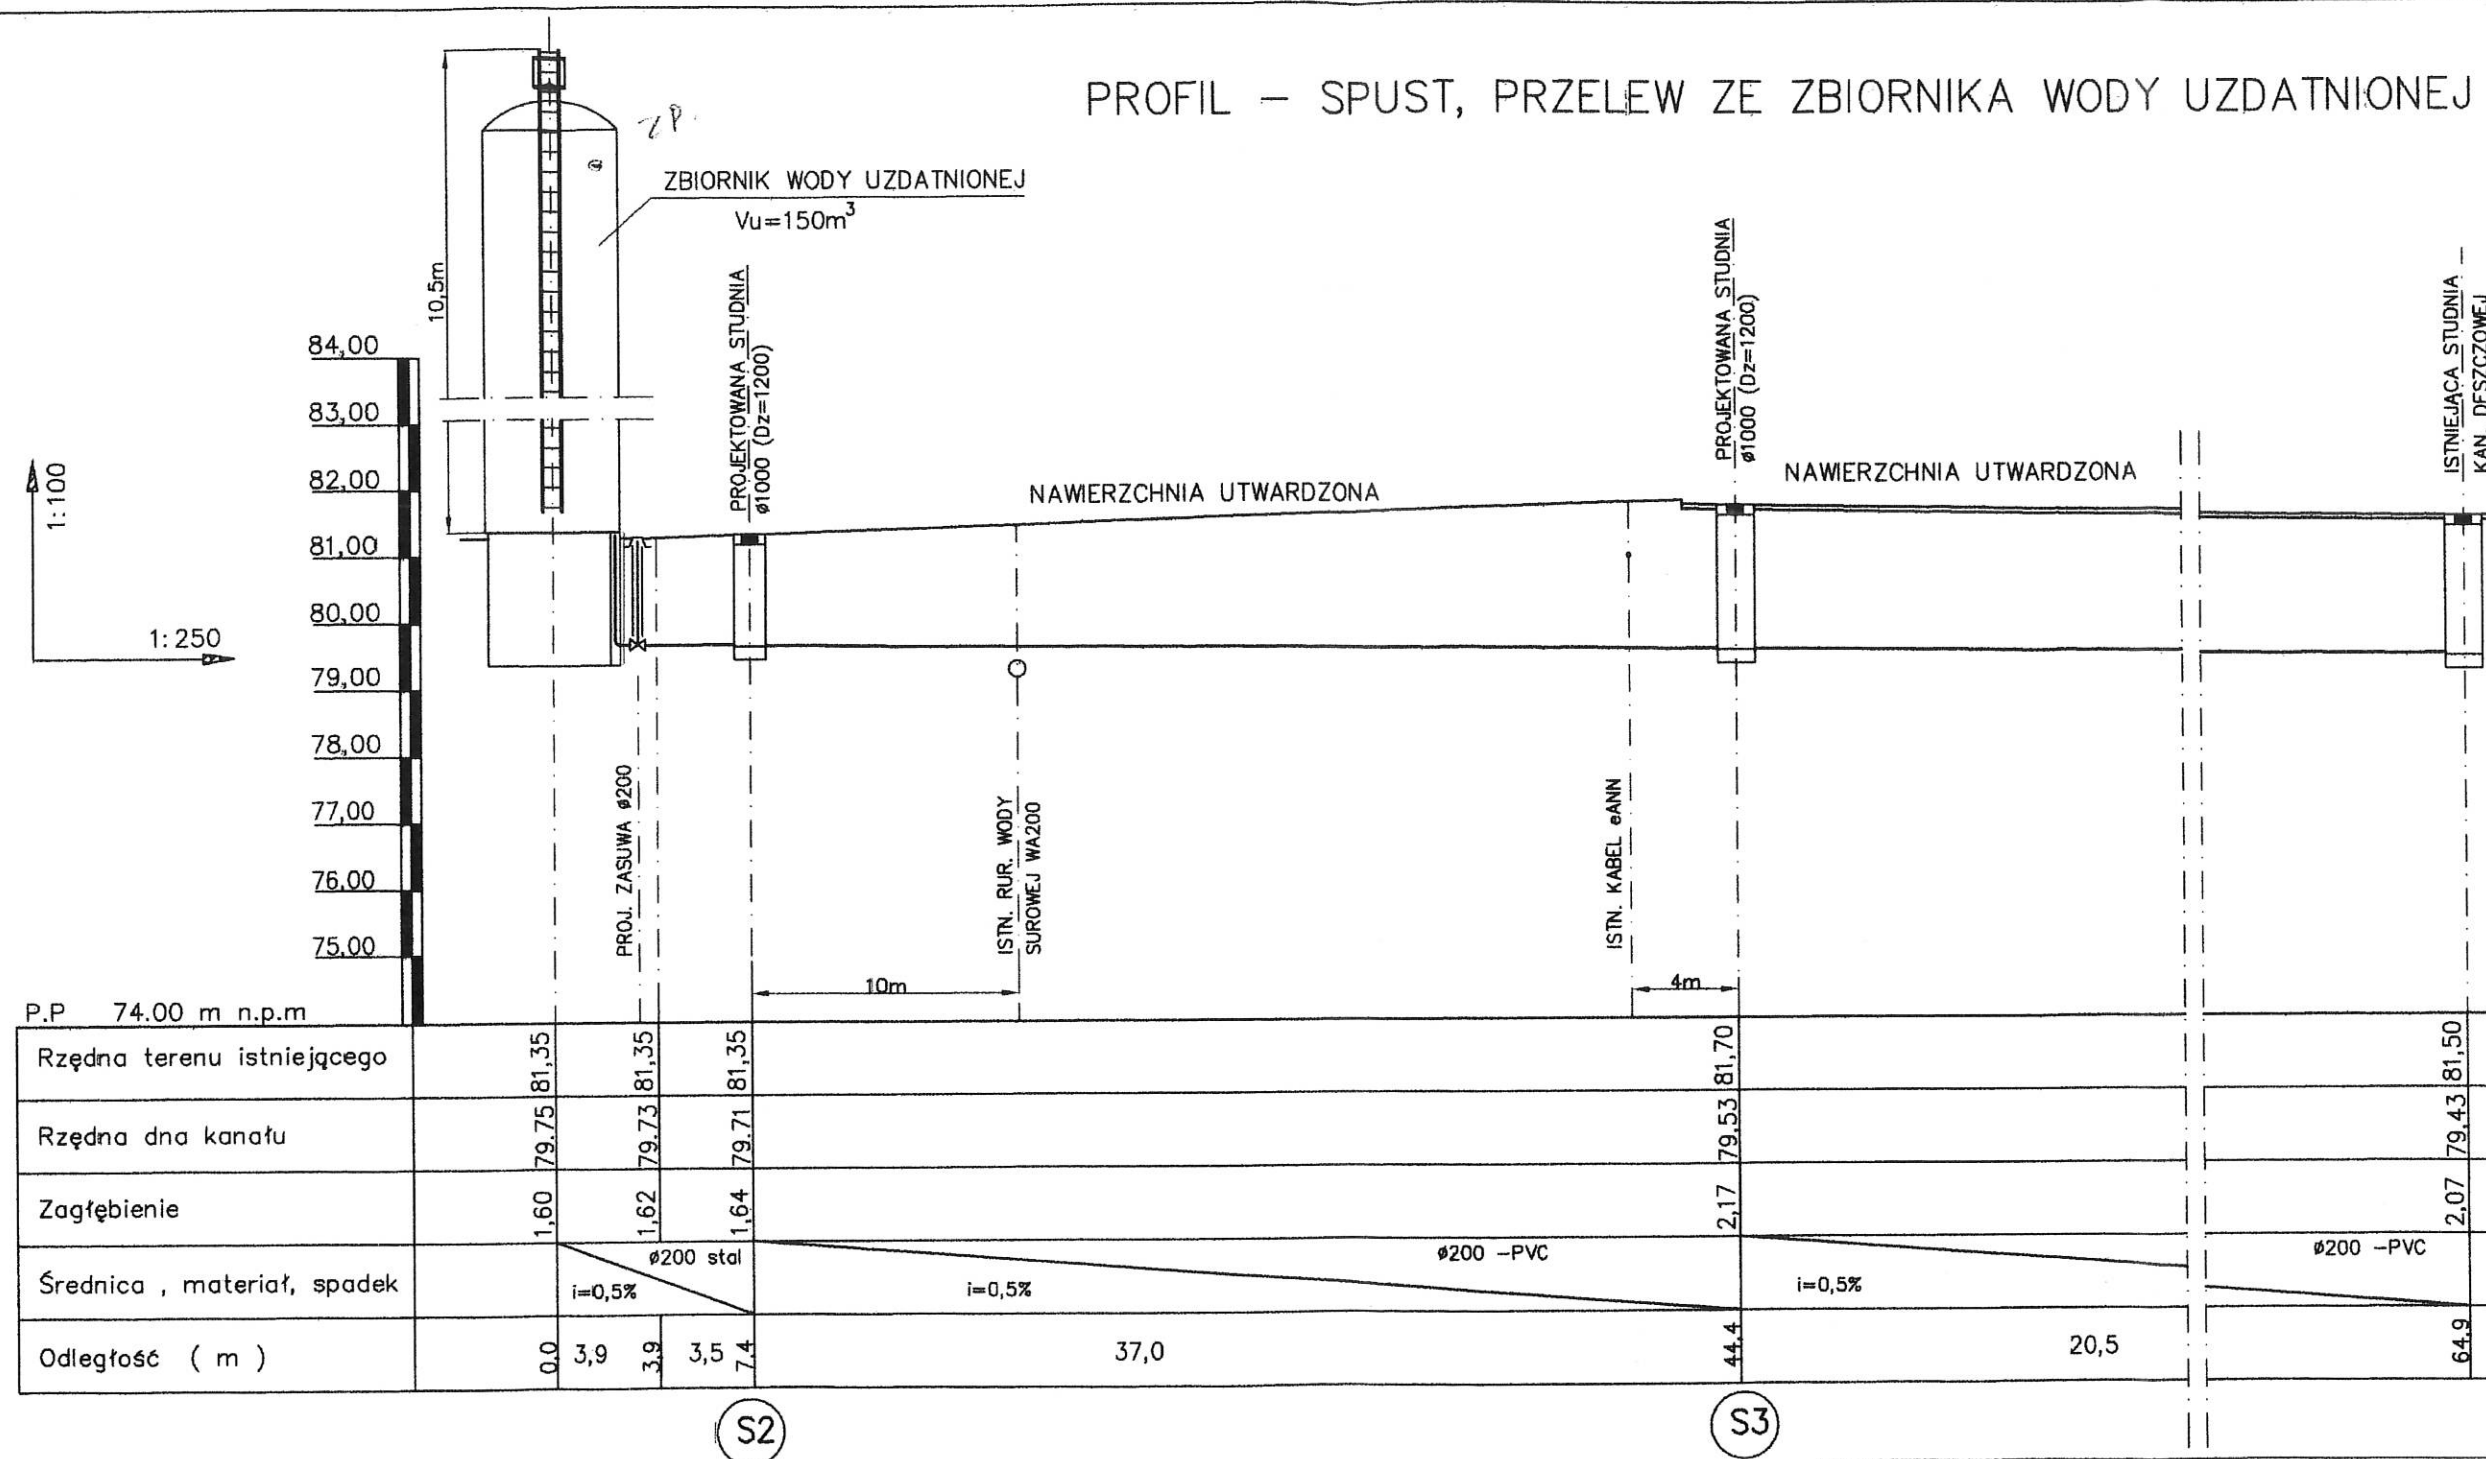 PROFIL – SPUST, PRZELEW ZE ZBIORNIKA WODY UZDATNIONEJ
ZP.
ZBIORNIK WODY UZDATNIONEJ
Vu=150m³
10,5m
PROJEKTOWANA STUDNIA
ø1000 (Dz=1200)
PROJEKTOWANA STUDNIA
ø1000 (Dz=1200)
ISTNIEJĄCA STUDNIA
KAN. DESZCZOWEJ
NAWIERZCHNIA UTWARDZONA
NAWIERZCHNIA UTWARDZONA
1:100
1:250
84,00
83,00
82,00
81,00
80,00
79,00
78,00
77,00
76,00
75,00
P.P 74.00 m n.p.m
PROJ. ZASUWA ø200
ISTN. RUR. WODY
SUROWEJ WA200
ISTN. KABEL eANN
10m
4m
Rzędna terenu istniejącego 81,35 81,35 81,35 81,70 81,50
Rzędna dna kanału 79.75 79.73 79.71 79,53 79,43
Zagłębienie 1,60 1,62 1,64 2,17 2,07
Średnica , materiał, spadek
ø200 stal
i=0,5%
ø200 –PVC
i=0,5%
ø200 –PVC
i=0,5%
Odległość ( m ) 0.0 3,9 3,9 3,5 7.4 37,0 44.4 20,5 64.9
S2
S3